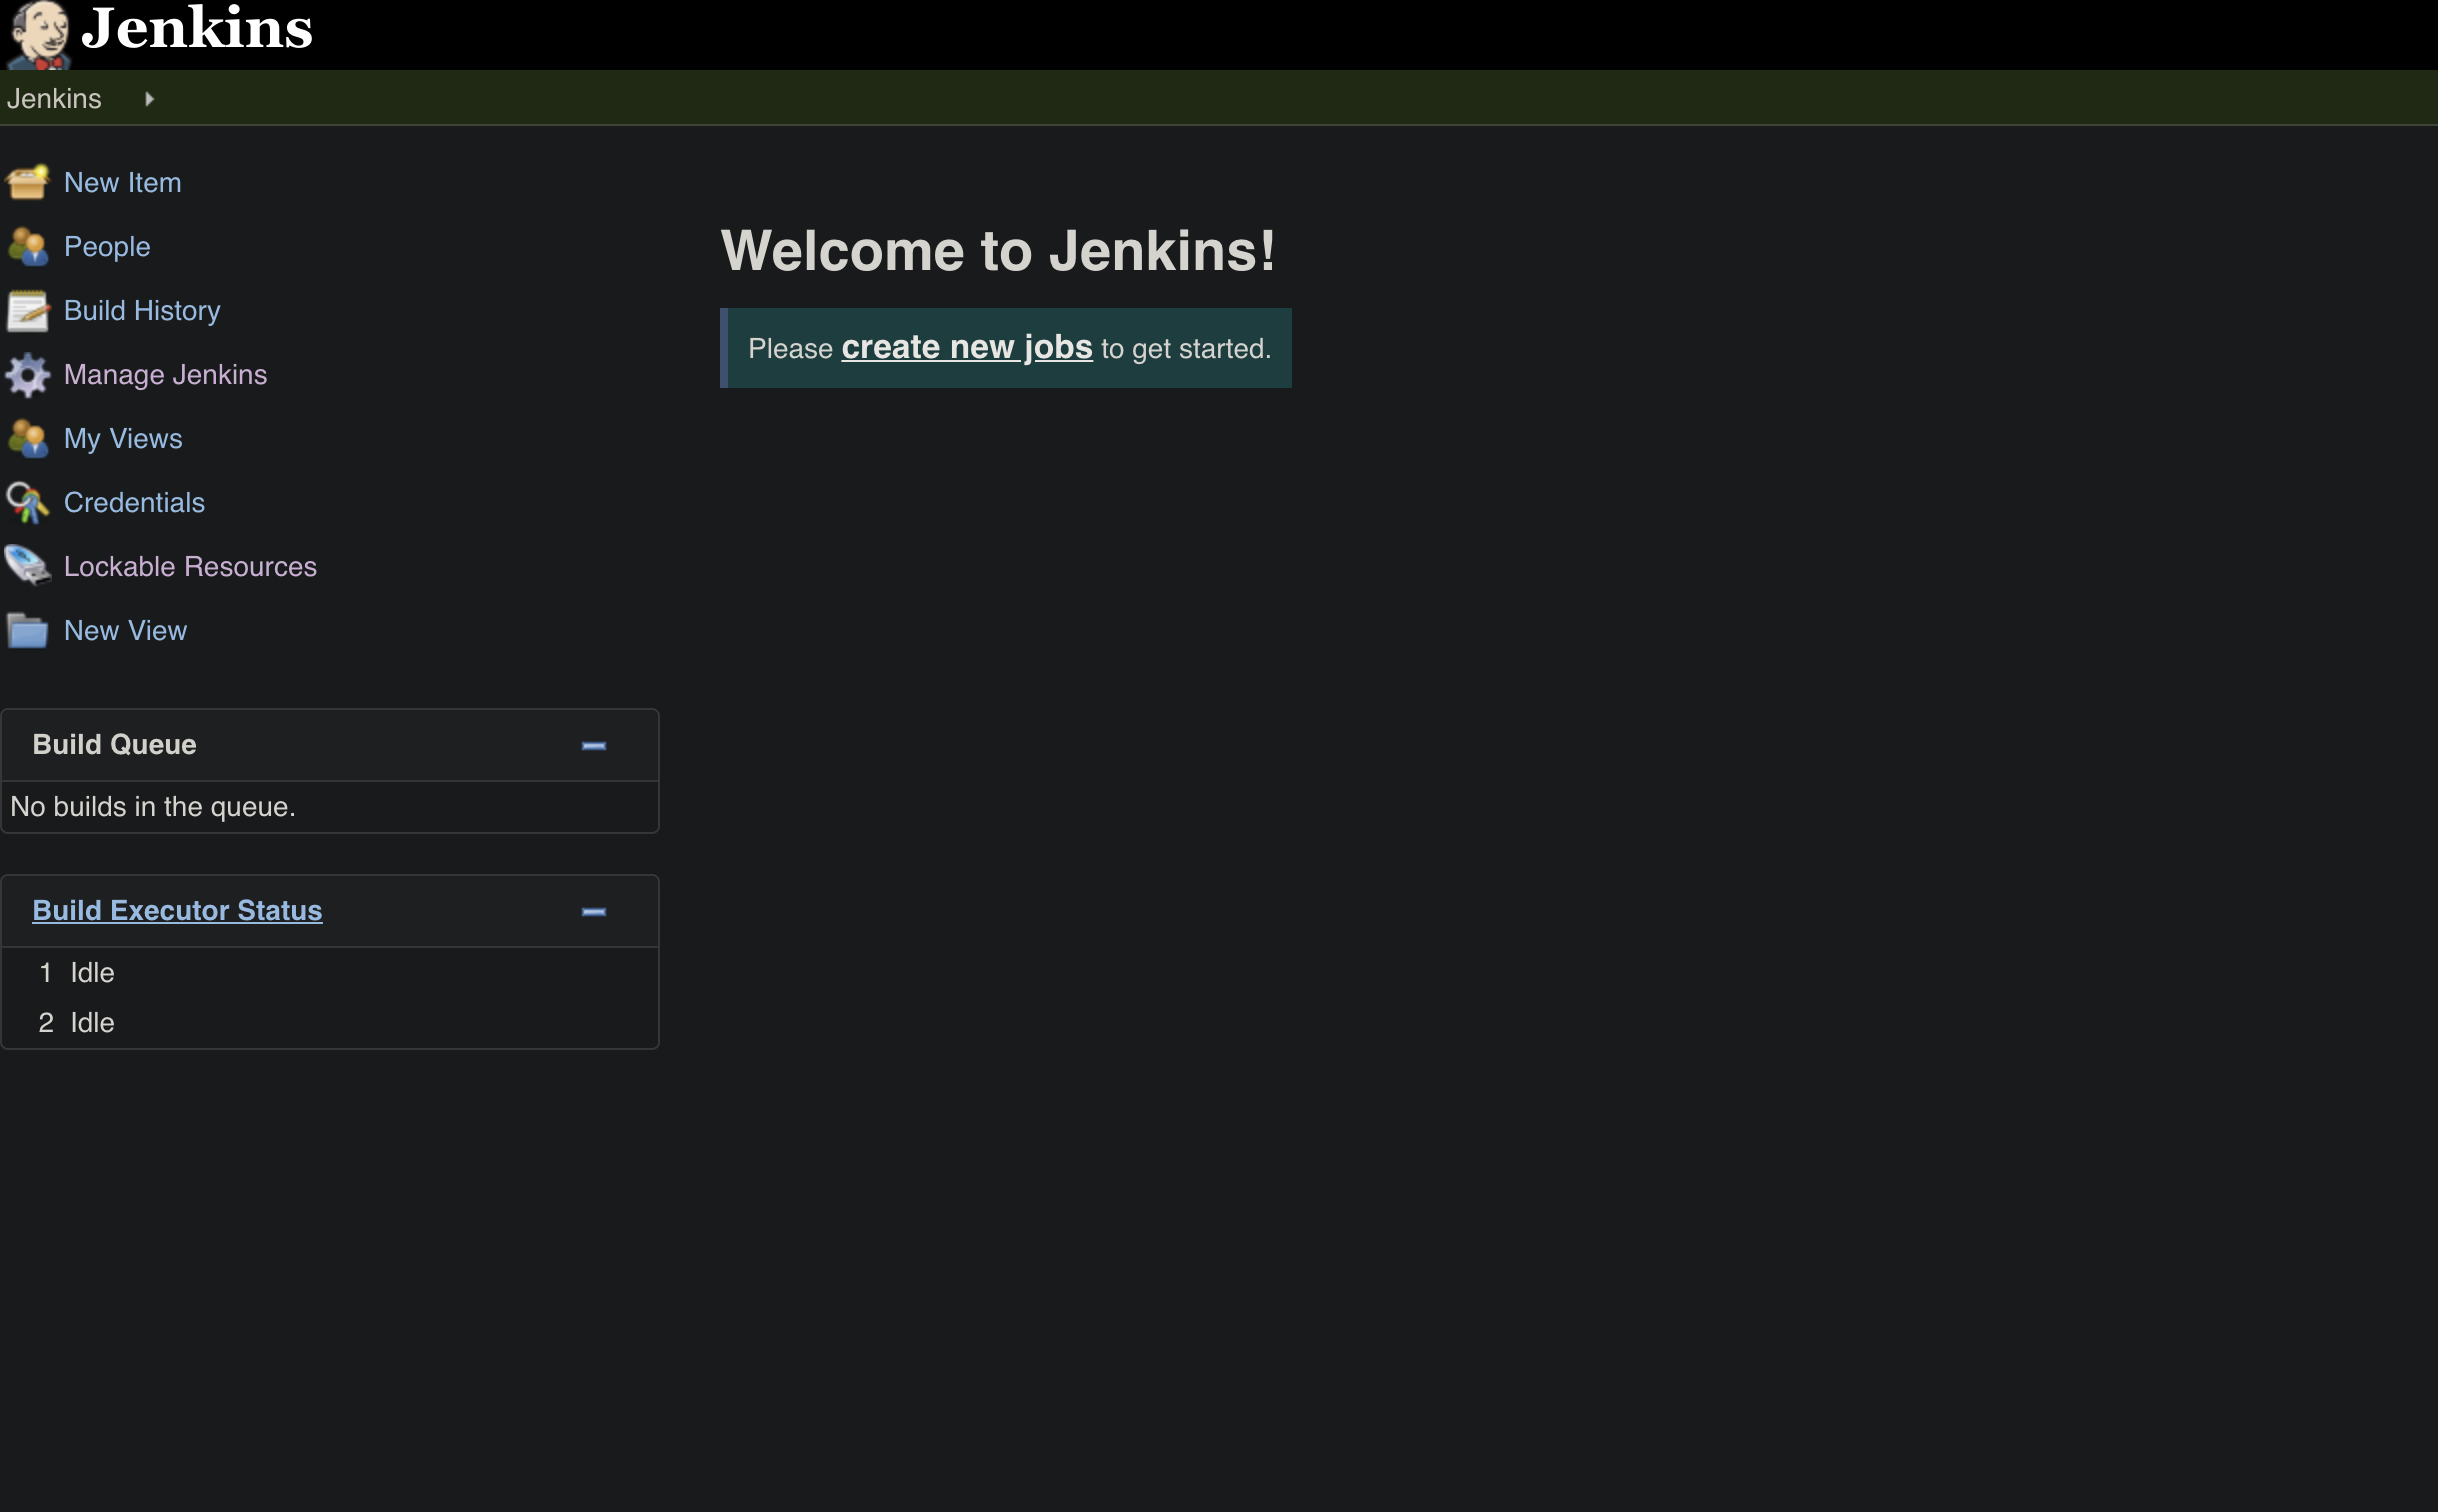 Jenkins
Jenkins
New Item
People
Build History
Manage Jenkins
My Views
Credentials
Lockable Resources
New View
Build Queue
No builds in the queue.
Build Executor Status
1 Idle
2 Idle
Welcome to Jenkins!
Please create new jobs to get started.